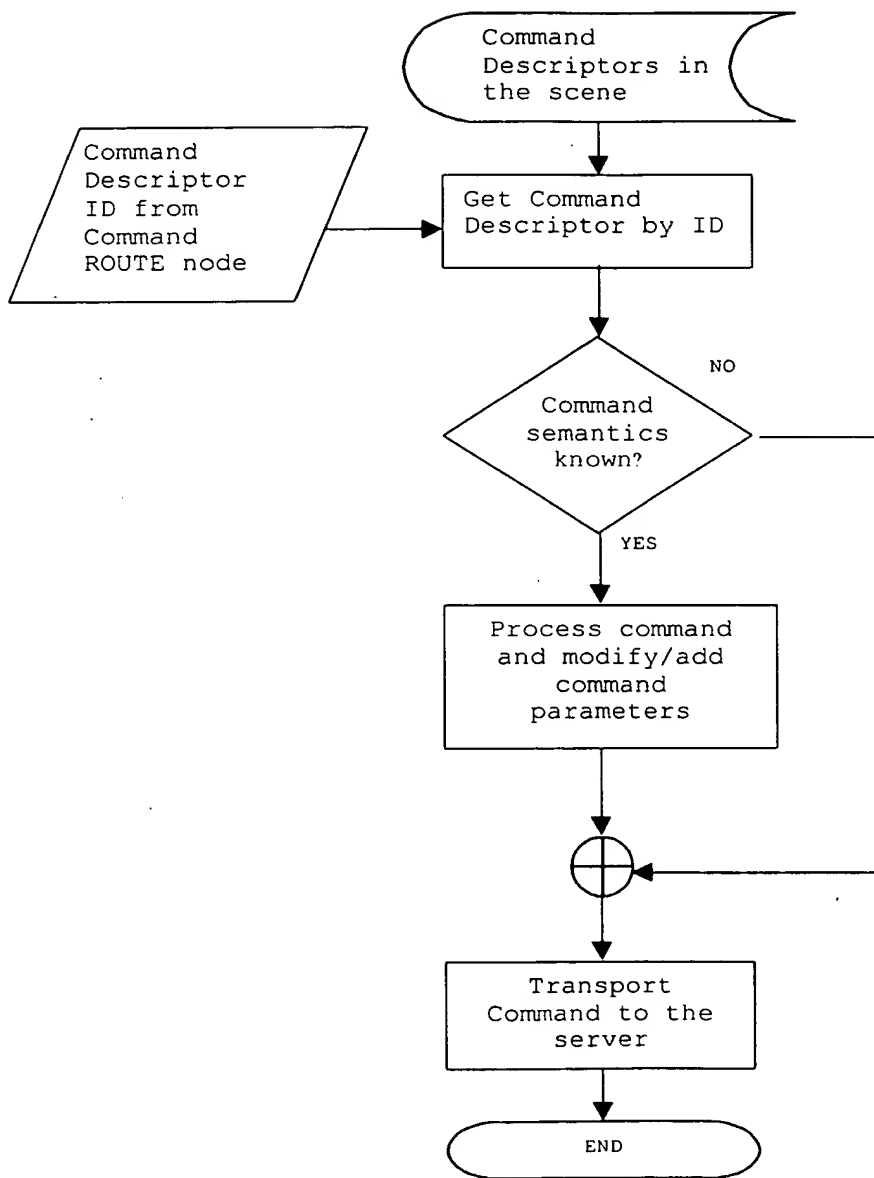 Command
Descriptors in
the scene
Command
Descriptor
ID from
Command
ROUTE node
Get Command
Descriptor by ID
NO
Command
semantics
known?
YES
Process command
and modify/add
command
parameters
Transport
Command to the
server
END